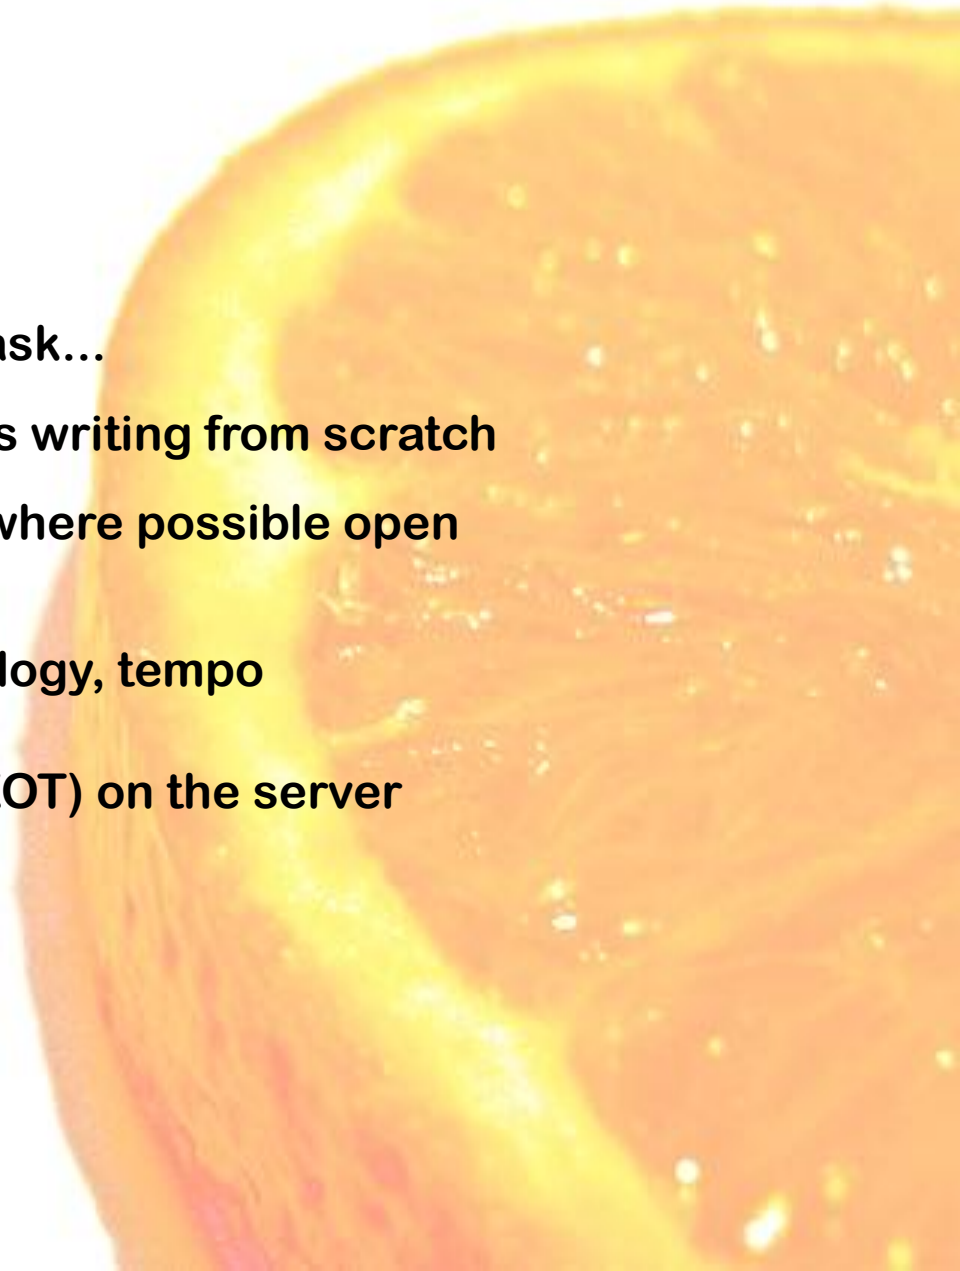 ask...
s writing from scratch
where possible open
logy, tempo
OT) on the server